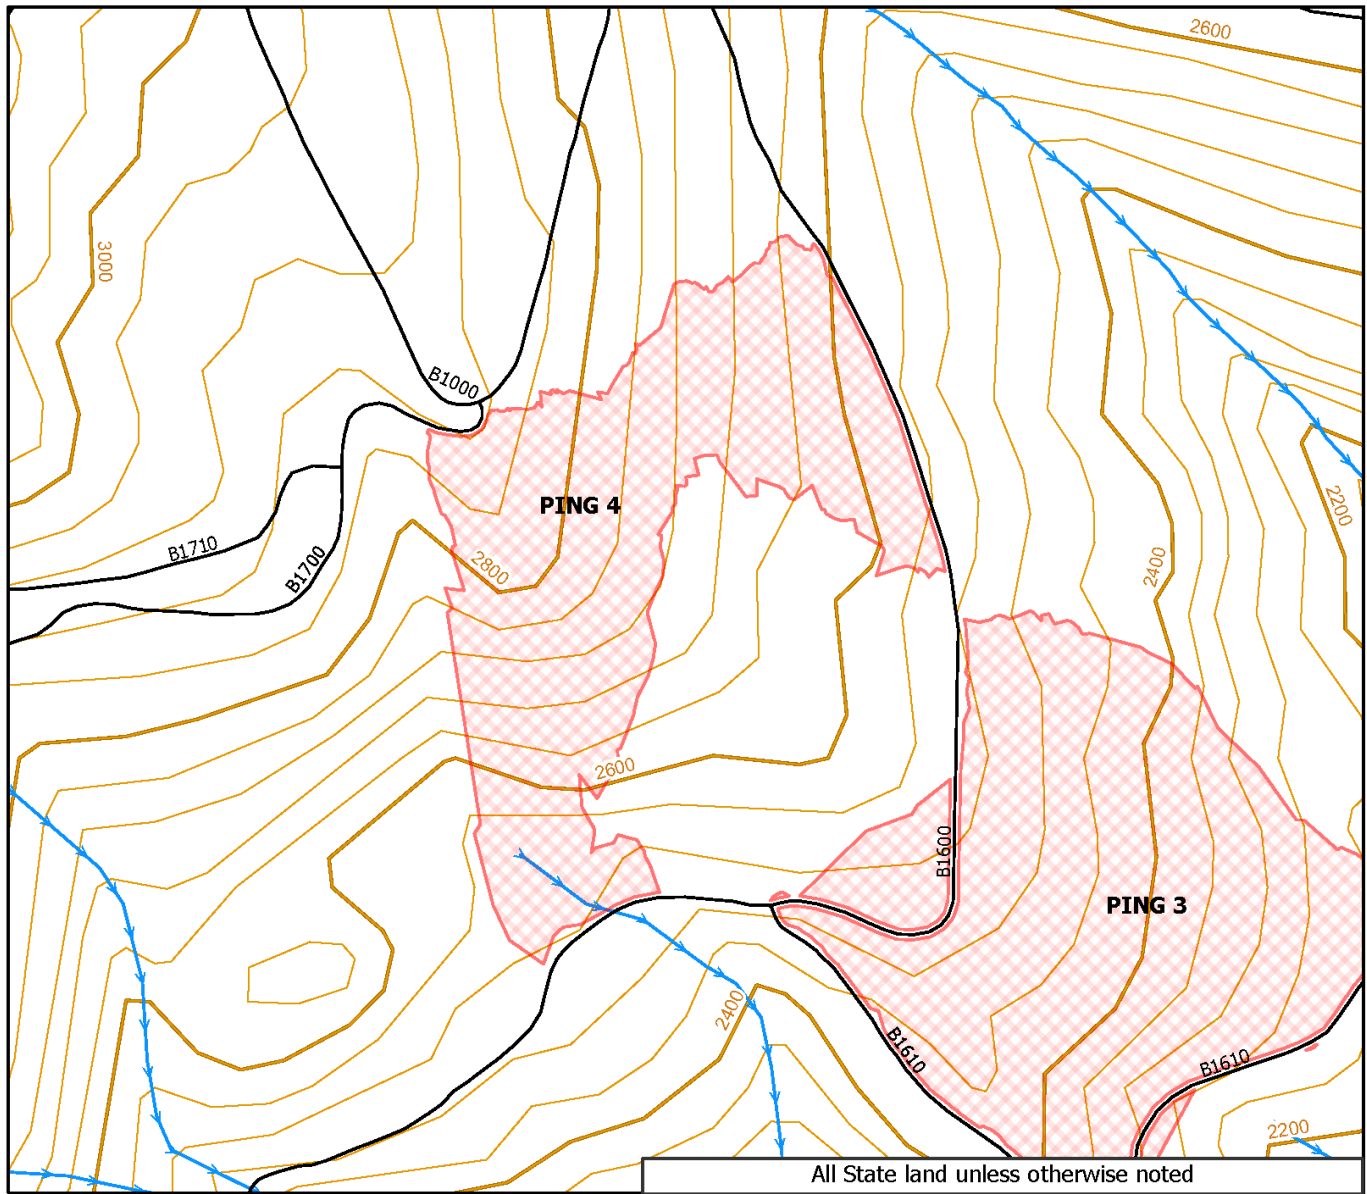 2600
3000
B1000
PING 4
2200
B1710
B1700
2800
2400
2600
B1600
PING 3
2400
B1610
B1610
2200
All State land unless otherwise noted